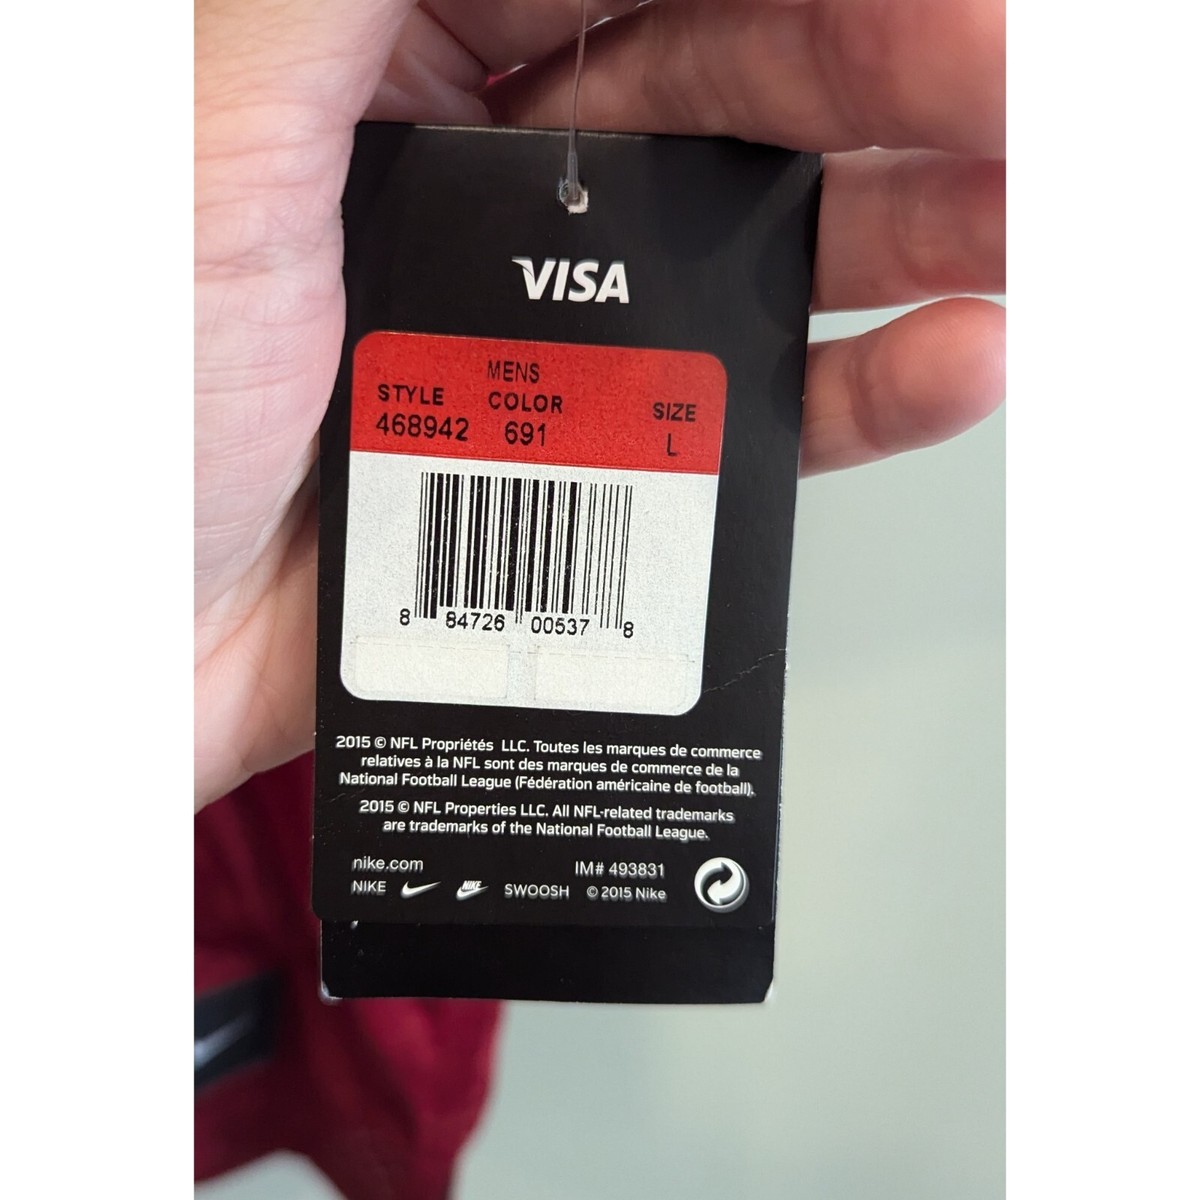 VISA
MENS
STYLE COLOR SIZE
468942 691 L
8 84726 00537 8
2015 © NFL Propriétés LLC. Toutes les marques de commerce
relatives à la NFL sont des marques de commerce de la
National Football League (Fédération américaine de football).
2015 © NFL Properties LLC. All NFL-related trademarks
are trademarks of the National Football League.
nike.com IM# 493831
NIKE NIKE SWOOSH © 2015 Nike